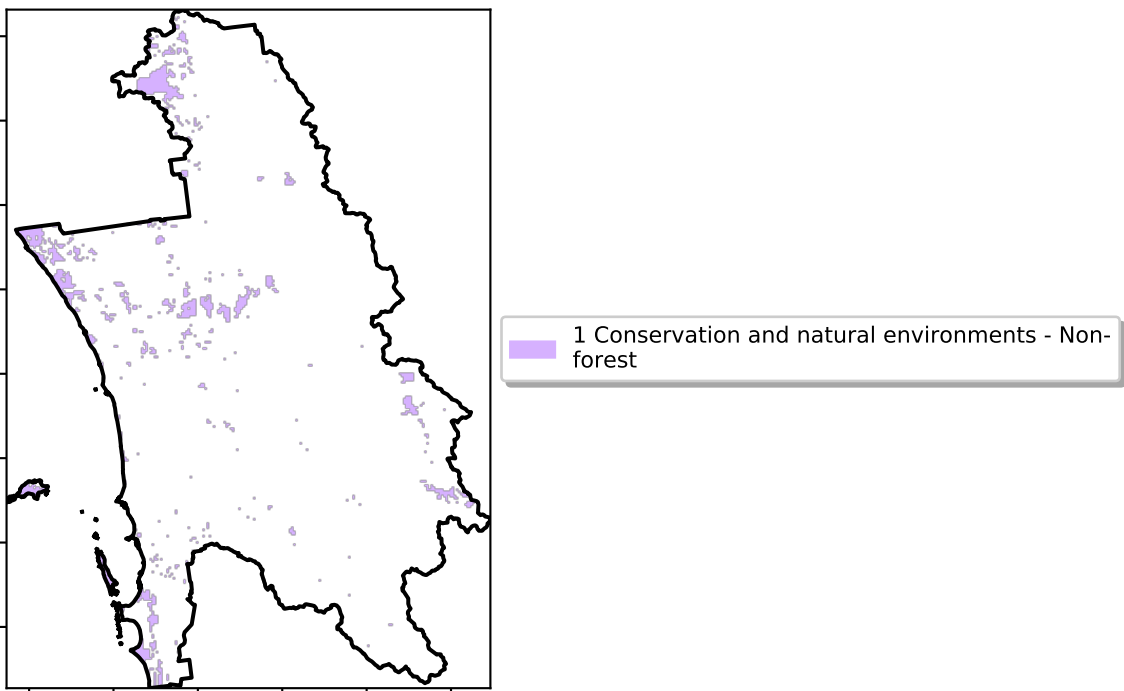 1 Conservation and natural environments - Non-
forest